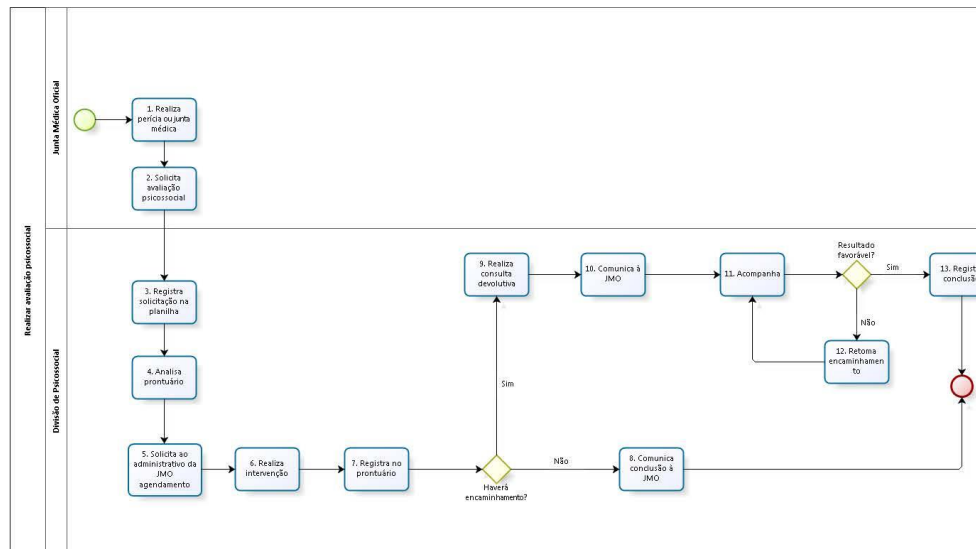 Realizar avaliação psicossocial
Junta Médica Oficial
1. Realiza
perícia ou junta
médica
2. Solicita
avaliação
psicossocial
Divisão de Psicossocial
3. Registra
solicitação na
planilha
4. Analisa
prontuário
5. Solicita ao
administrativo da
JMO
agendamento
6. Realiza
intervenção
7. Registra no
prontuário
Haverá
encaminhamento?
Não
8. Comunica
conclusão à
JMO
Sim
9. Realiza
consulta
devolutiva
10. Comunica à
JMO
11. Acompanha
Resultado
favorável?
Não
12. Retoma
encaminhamen
to
Sim
13. Regist
conclusã